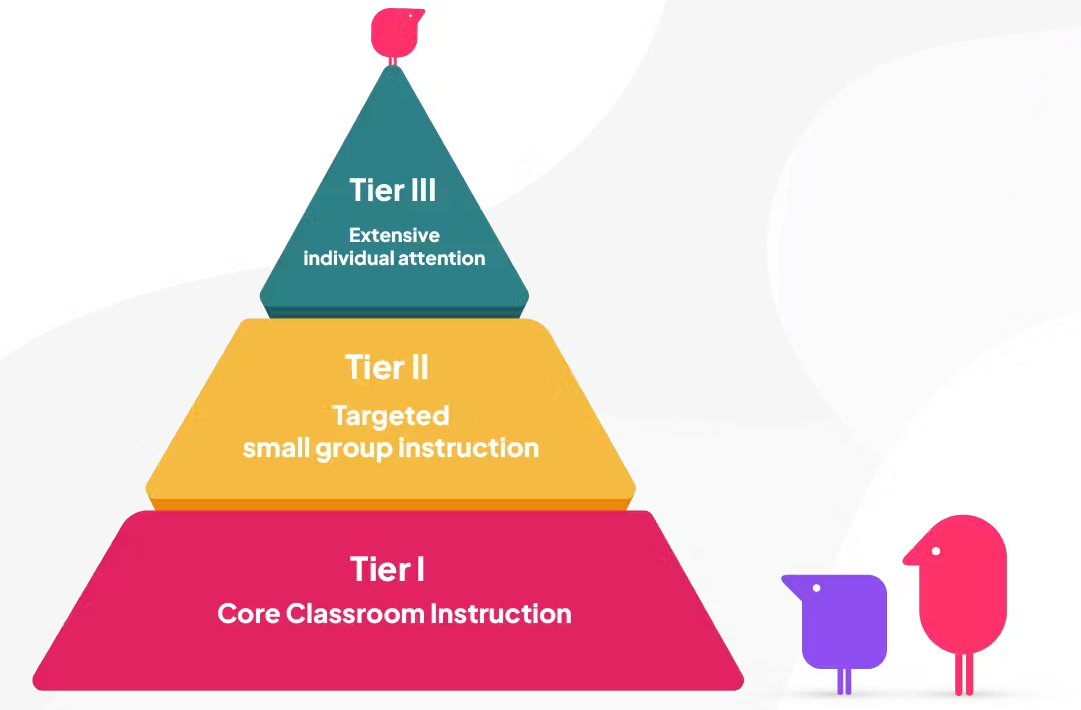 Tier III
Extensive
individual attention
Tier II
Targeted
small group instruction
Tier I
Core Classroom Instruction